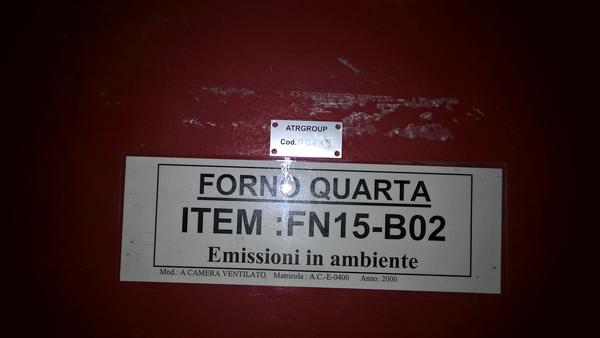 ATRGROUP
Cod.
FORNO QUARTA
ITEM :FN15-B02
Emissioni in ambiente
Mod.: A CAMERA VENTILATO, Matricola : A.C.-E-0400 Anno: 2000